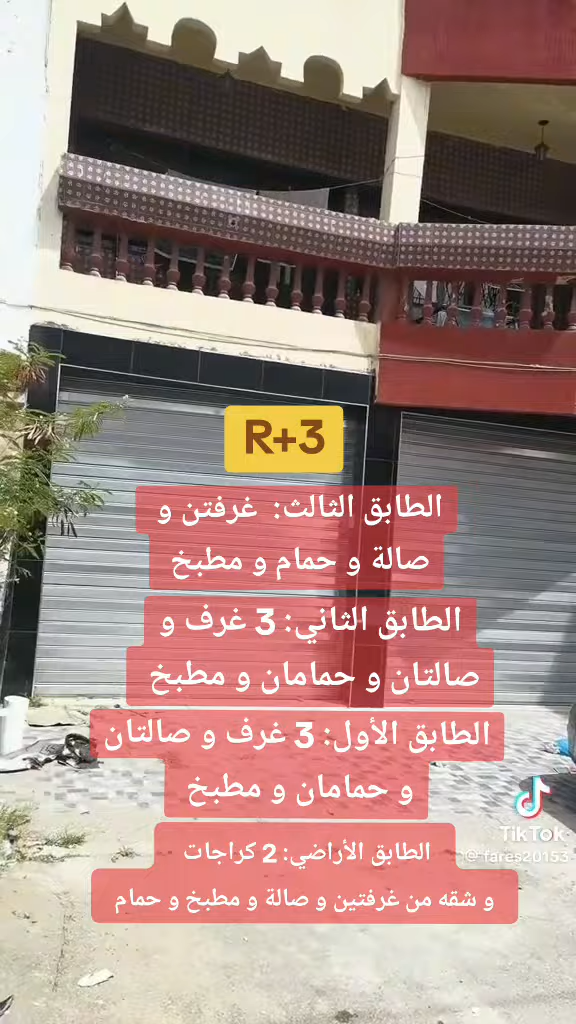 R+3
الطابق الثالث: غرفتن و
صالة و حمام و مطبخ
الطابق الثاني: 3 غرف و
صالتان و حمامان و مطبخ
الطابق الأول: 3 غرف و صالتان
و حمامان و مطبخ
الطابق الأراضي: 2 كراجات
و شقه من غرفتين و صالة و مطبخ و حمام
TikTok
@fares20153